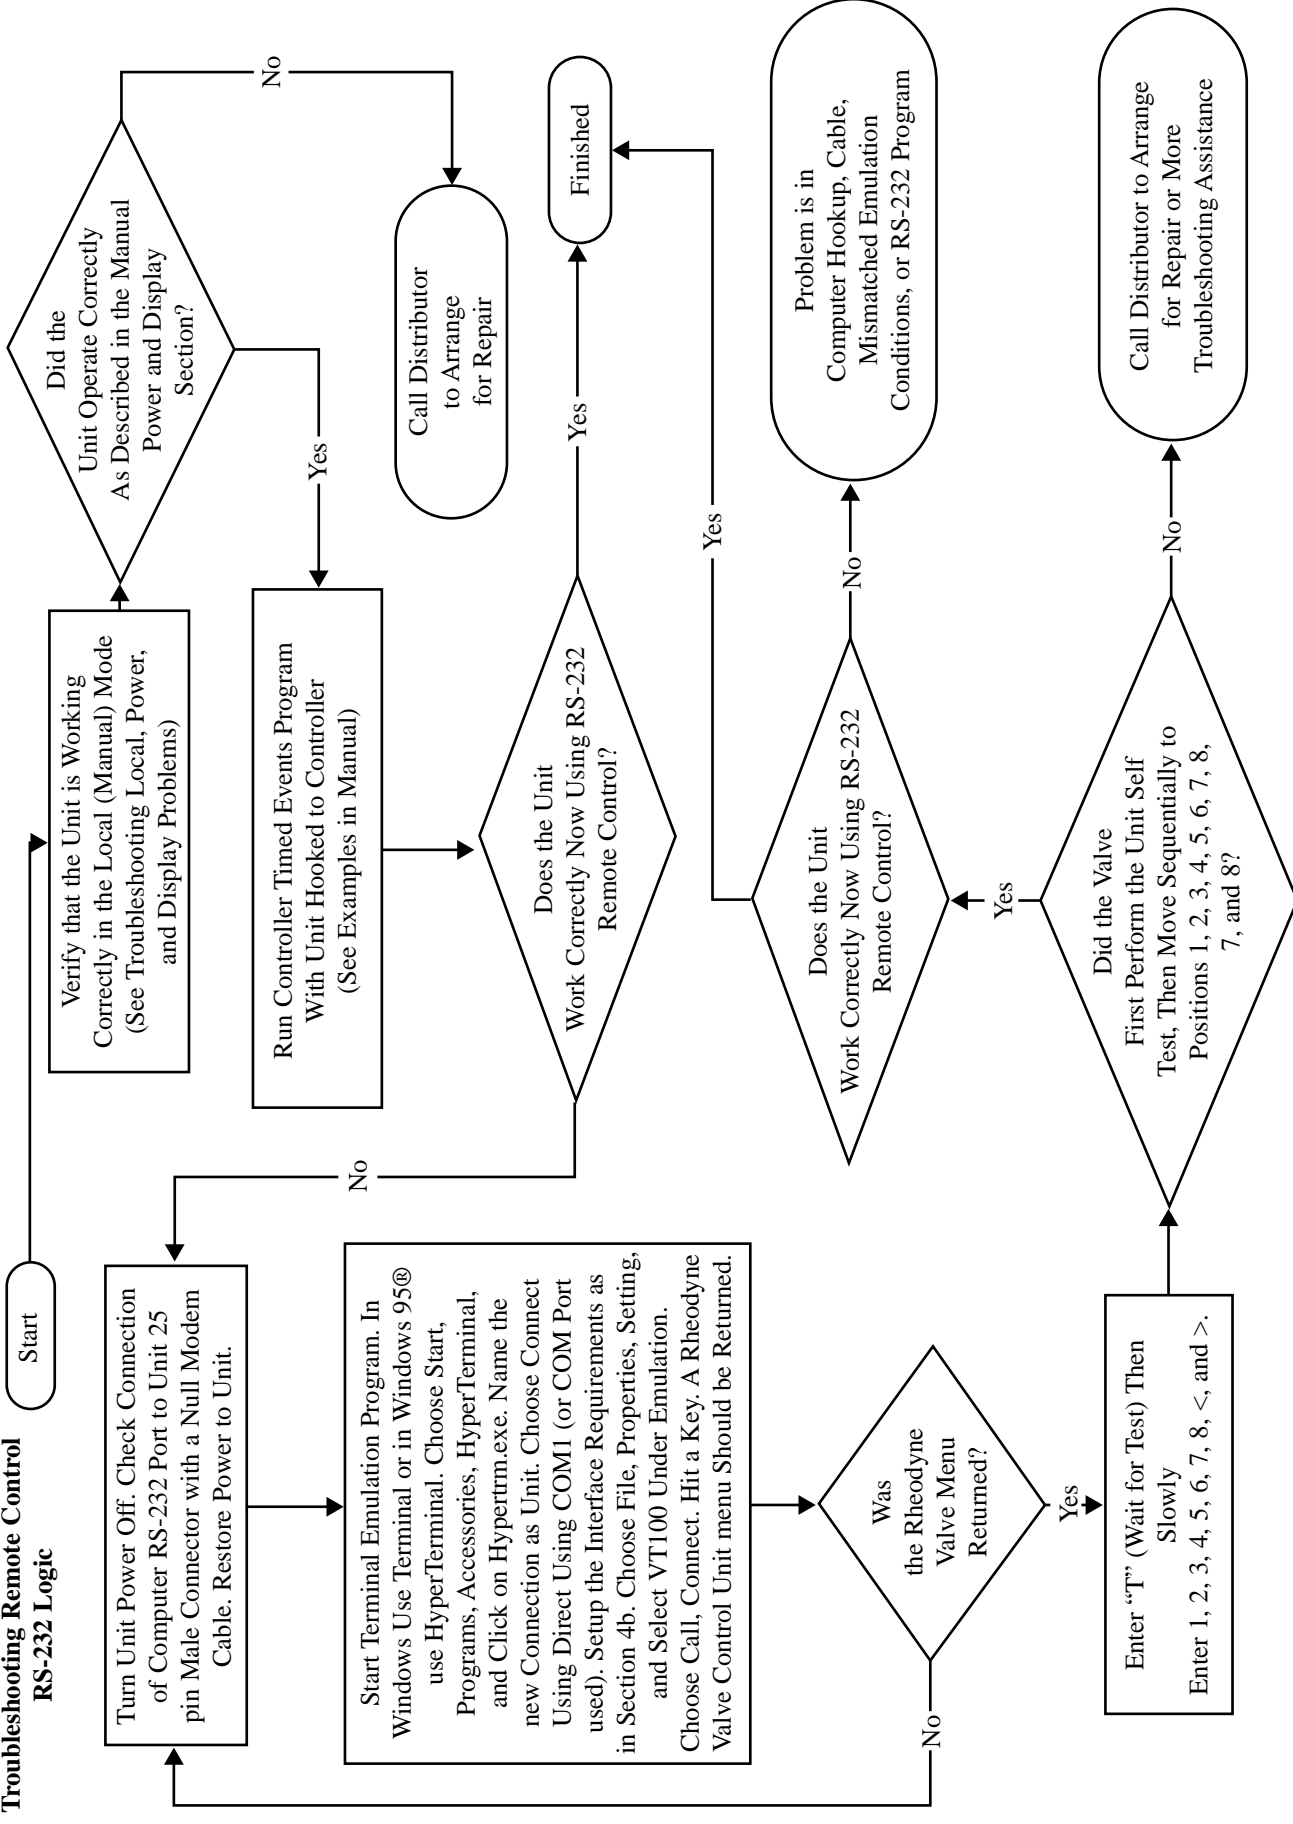 Troubleshooting Remote Control
RS-232 Logic
Start
Verify that the Unit is Working
Correctly in the Local (Manual) Mode
(See Troubleshooting Local, Power,
and Display Problems)
Did the
Unit Operate Correctly
As Described in the Manual
Power and Display
Section?
No
Call Distributor
to Arrange
for Repair
Yes
Run Controller Timed Events Program
With Unit Hooked to Controller
(See Examples in Manual)
Does the Unit
Work Correctly Now Using RS-232
Remote Control?
Yes
Finished
No
Turn Unit Power Off. Check Connection
of Computer RS-232 Port to Unit 25
pin Male Connector with a Null Modem
Cable. Restore Power to Unit.
Start Terminal Emulation Program. In
Windows Use Terminal or in Windows 95®
use HyperTerminal. Choose Start,
Programs, Accessories, HyperTerminal,
and Click on Hypertrm.exe. Name the
new Connection as Unit. Choose Connect
Using Direct Using COM1 (or COM Port
used). Setup the Interface Requirements as
in Section 4b. Choose File, Properties, Setting,
and Select VT100 Under Emulation.
Choose Call, Connect. Hit a Key. A Rheodyne
Valve Control Unit menu Should be Returned.
Was
the Rheodyne
Valve Menu
Returned?
No
Yes
Enter “T” (Wait for Test) Then
Slowly
Enter 1, 2, 3, 4, 5, 6, 7, 8, <, and >.
Did the Valve
First Perform the Unit Self
Test, Then Move Sequentially to
Positions 1, 2, 3, 4, 5, 6, 7, 8,
7, and 8?
No
Call Distributor to Arrange
for Repair or More
Troubleshooting Assistance
Yes
Does the Unit
Work Correctly Now Using RS-232
Remote Control?
Yes
No
Problem is in
Computer Hookup, Cable,
Mismatched Emulation
Conditions, or RS-232 Program